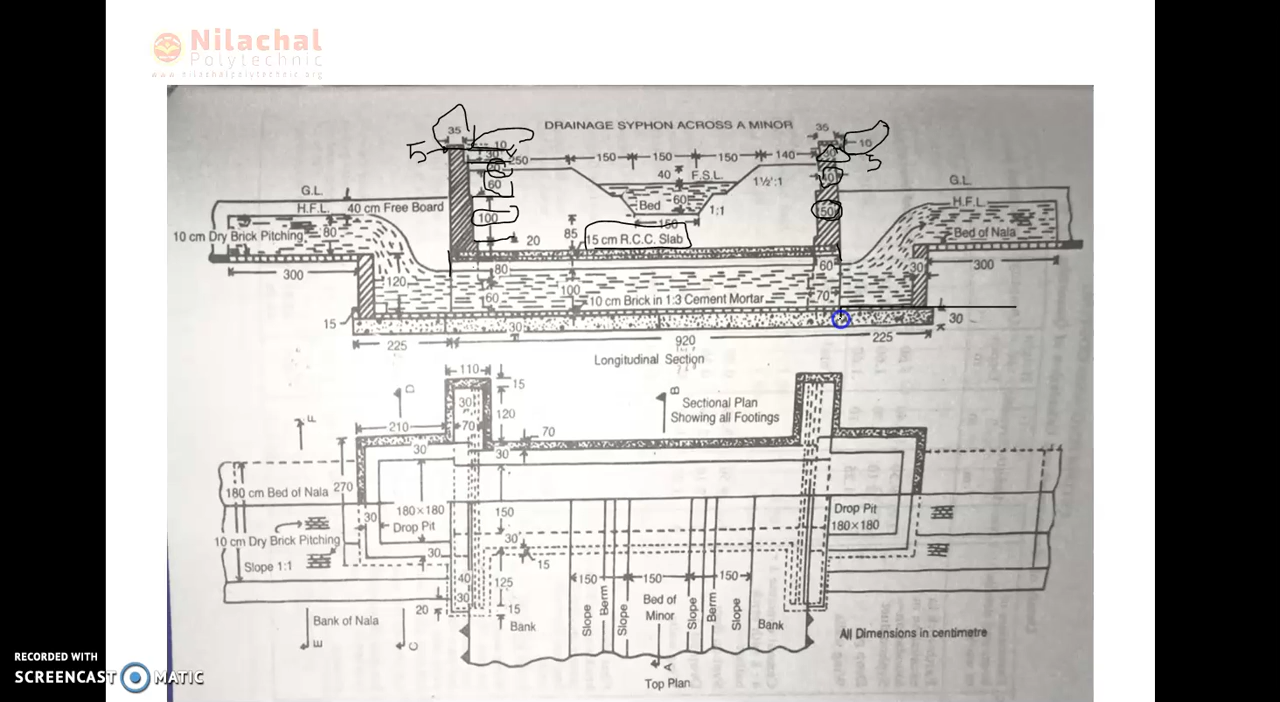 Nilachal
Polytechnic
www.nilachalpolytechnic.org
DRAINAGE SYPHON ACROSS A MINOR
35
35
5
10
10
5
30
250
150
150
150
140
60
40
F.S.L.
1½':1
G.L.
G.L.
H.F.L.
40 cm Free Board
60
Bed
H.F.L.
100
150
150
1:1
10 cm Dry Brick Pitching
80
20
85
15 cm R.C.C. Slab
Bed of Nala
300
80
60
30
300
120
100
60
10 cm Brick in 1:3 Cement Mortar
70
15
30
30
225
920
225
Longitudinal Section
110
15
D
B
30
120
Sectional Plan
Showing all Footings
F
210
70
70
30
30
180 cm Bed of Nala
270
180×180
Drop Pit
150
Drop Pit
180×180
30
10 cm Dry Brick Pitching
30
30
15
Slope 1:1
40
125
150
150
150
30
20
15
Bank of Nala
Bank
Slope
Berm
Slope
Bed of
Minor
Slope
Berm
Slope
Bank
All Dimensions in centimetre
E
C
A
Top Plan
RECORDED WITH
SCREENCAST MATIC